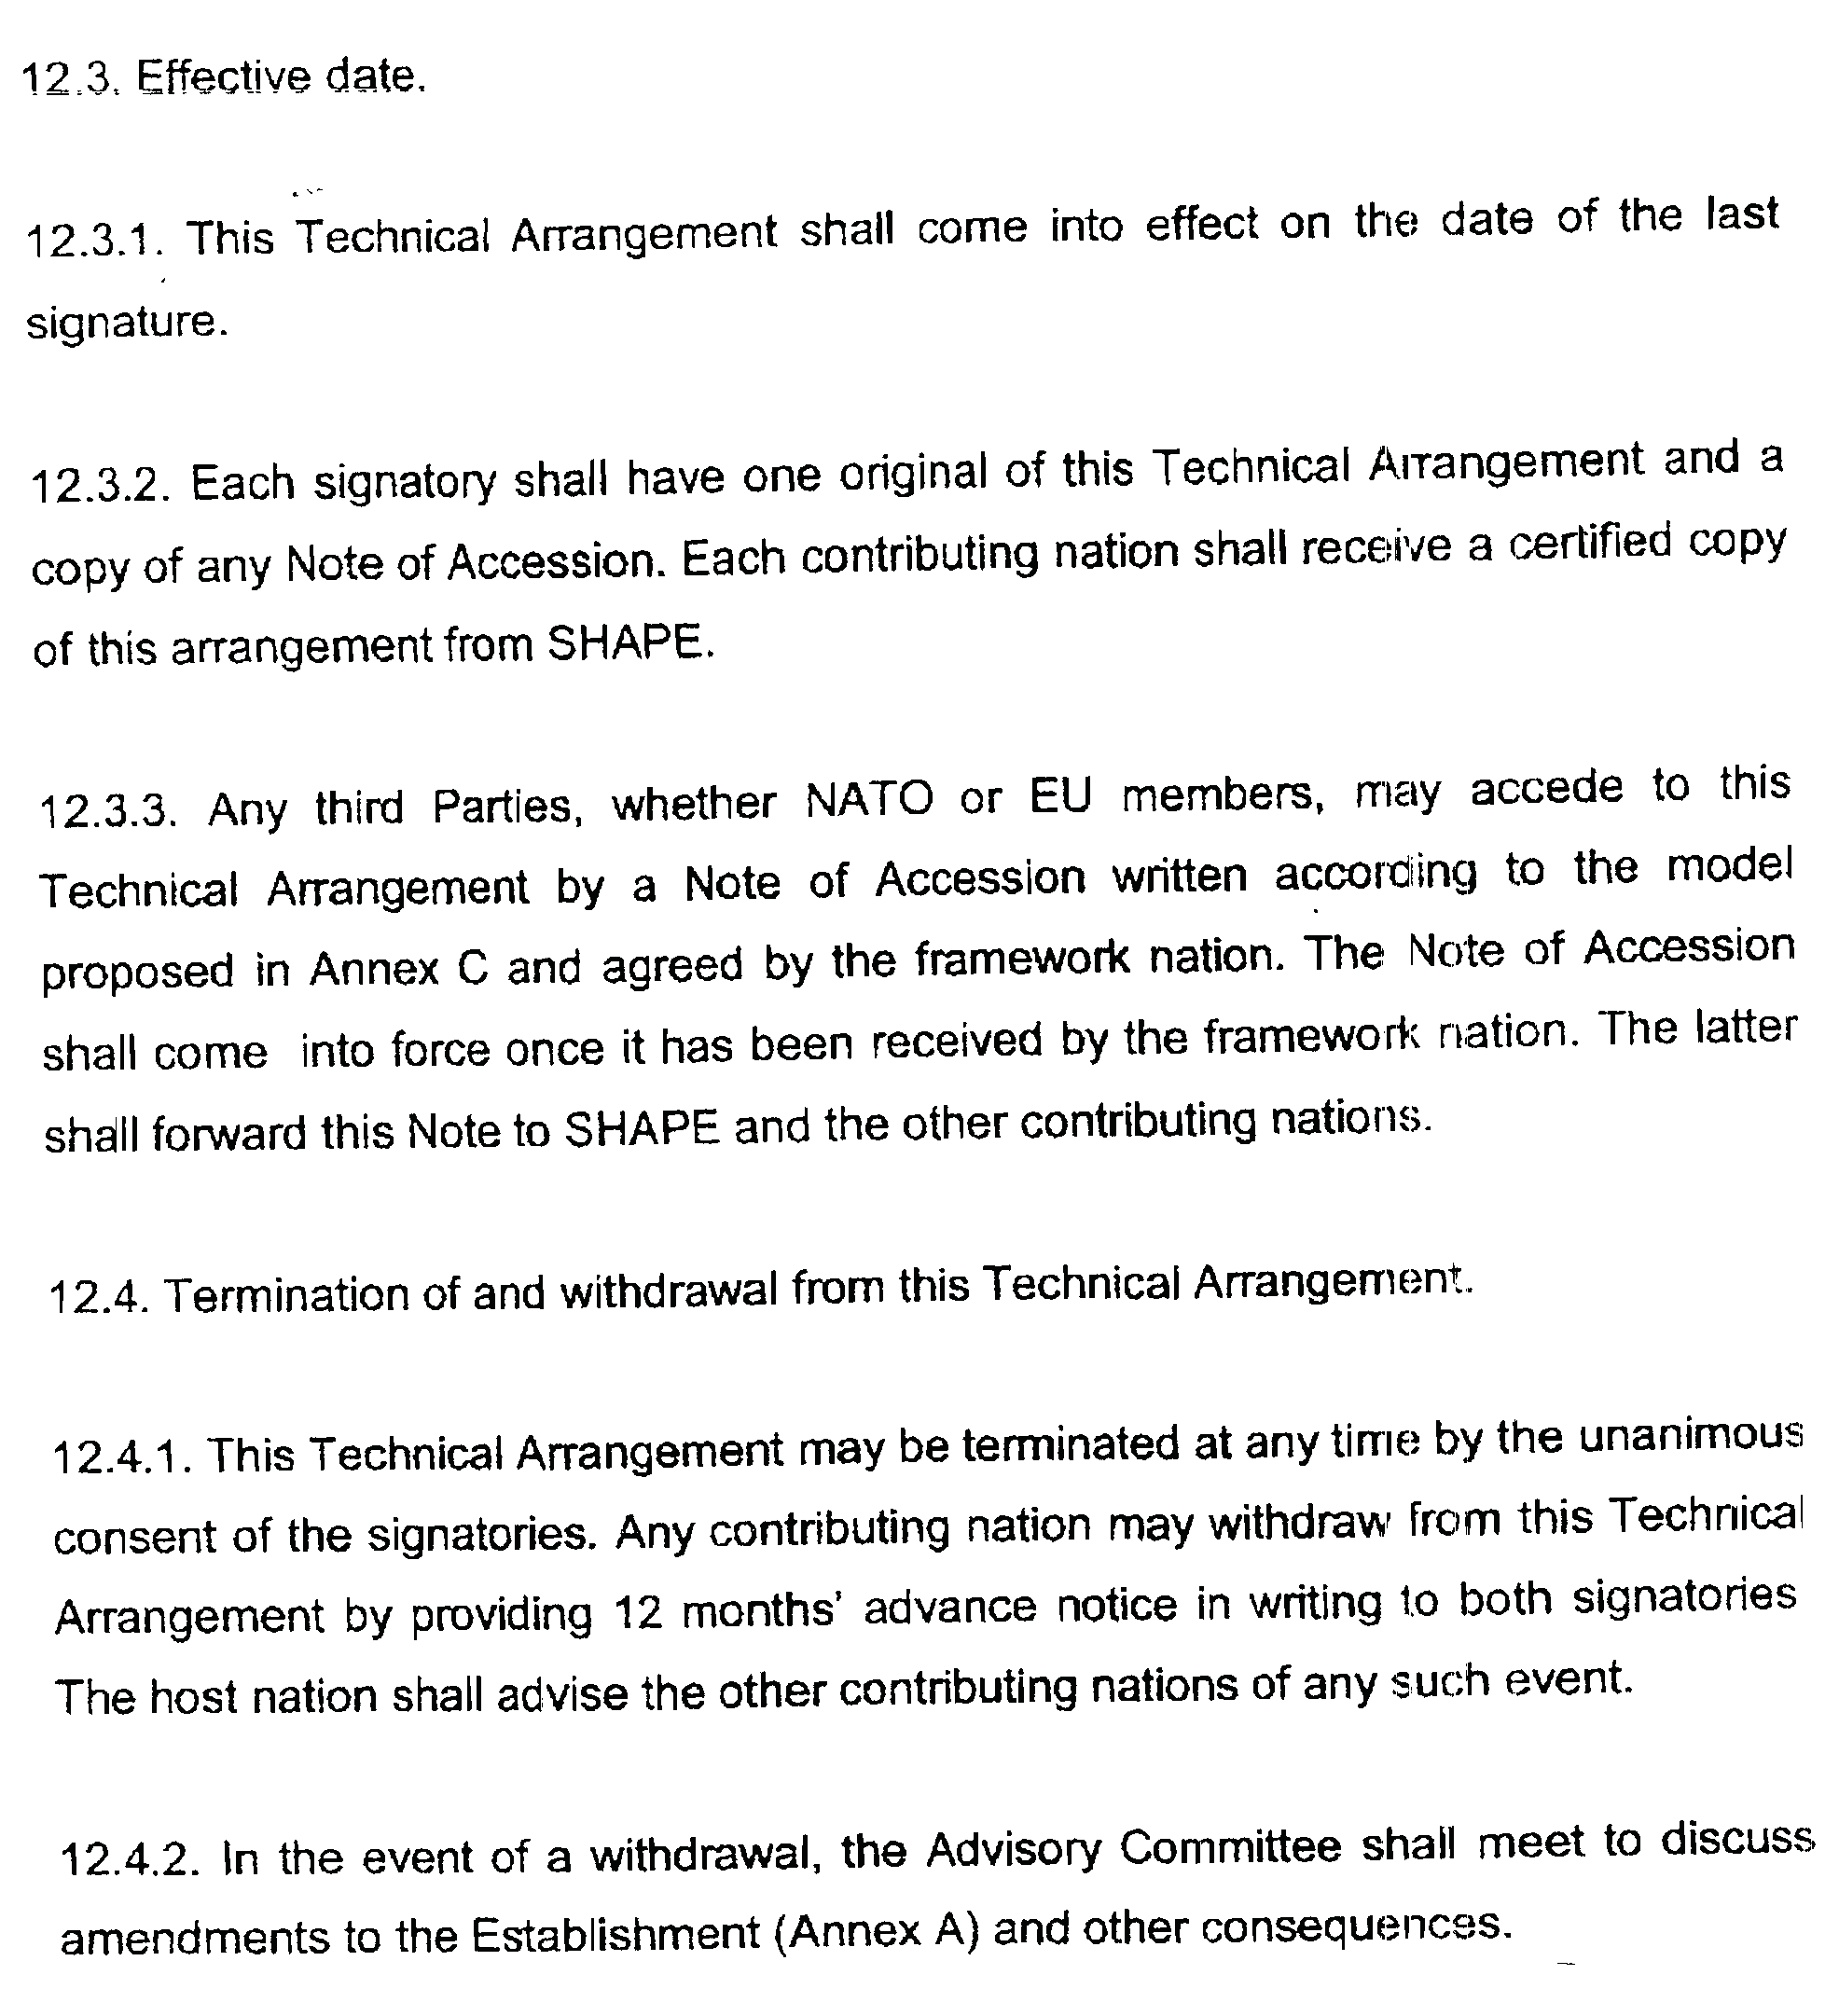 12.3. Effective date.
12.3.1. This Technical Arrangement shall come into effect on the date of the last
signature.
12.3.2. Each signatory shall have one original of this Technical Arrangement and a
copy of any Note of Accession. Each contributing nation shall receive a certified copy
of this arrangement from SHAPE.
12.3.3. Any third Parties, whether NATO or EU members, may accede to this
Technical Arrangement by a Note of Accession written according to the model
proposed in Annex C and agreed by the framework nation. The Note of Accession
shall come into force once it has been received by the framework nation. The latter
shall forward this Note to SHAPE and the other contributing nations.
12.4. Termination of and withdrawal from this Technical Arrangement.
12.4.1. This Technical Arrangement may be terminated at any time by the unanimous
consent of the signatories. Any contributing nation may withdraw from this Technical
Arrangement by providing 12 months' advance notice in writing to both signatories
The host nation shall advise the other contributing nations of any such event.
12.4.2. In the event of a withdrawal, the Advisory Committee shall meet to discuss
amendments to the Establishment (Annex A) and other consequences.